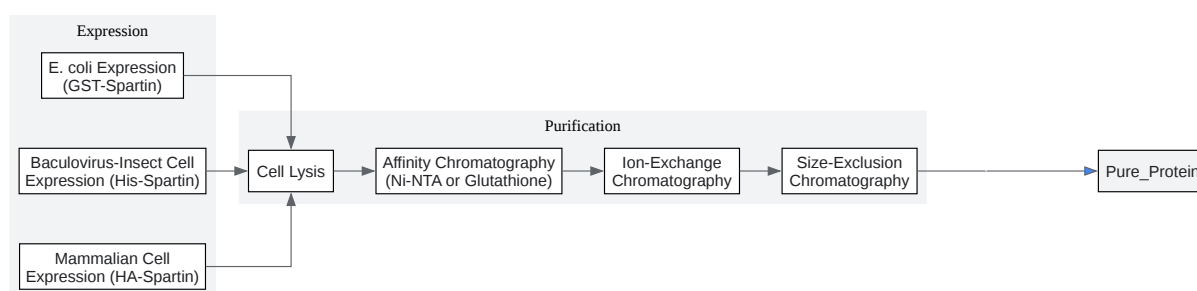 Expression
E. coli Expression
(GST-Spartin)
Purification
Baculovirus-Insect Cell
Expression (His-Spartin)
Cell Lysis
Affinity Chromatography
(Ni-NTA or Glutathione)
Ion-Exchange
Chromatography
Size-Exclusion
Chromatography
Pure_Protein
Mammalian Cell
Expression (HA-Spartin)